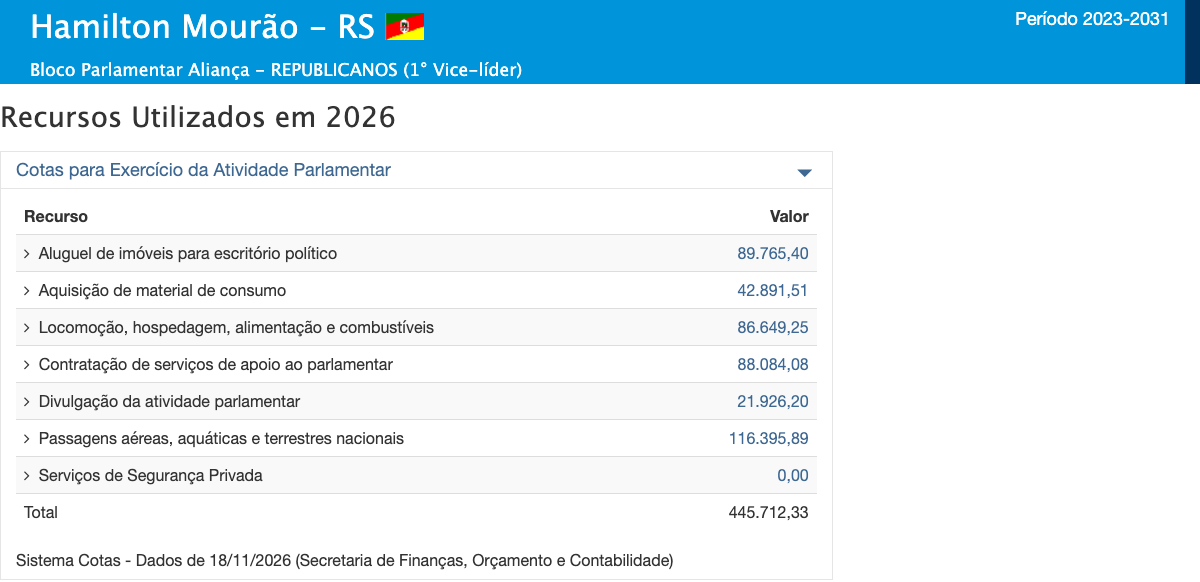 Hamilton Mourão – RS
Período 2023-2031
Bloco Parlamentar Aliança – REPUBLICANOS (1° Vice-líder)
Recursos Utilizados em 2026
Cotas para Exercício da Atividade Parlamentar
Recurso Valor
Aluguel de imóveis para escritório político 89.765,40
Aquisição de material de consumo 42.891,51
Locomoção, hospedagem, alimentação e combustíveis 86.649,25
Contratação de serviços de apoio ao parlamentar 88.084,08
Divulgação da atividade parlamentar 21.926,20
Passagens aéreas, aquáticas e terrestres nacionais 116.395,89
Serviços de Segurança Privada 0,00
Total 445.712,33
Sistema Cotas - Dados de 18/11/2026 (Secretaria de Finanças, Orçamento e Contabilidade)